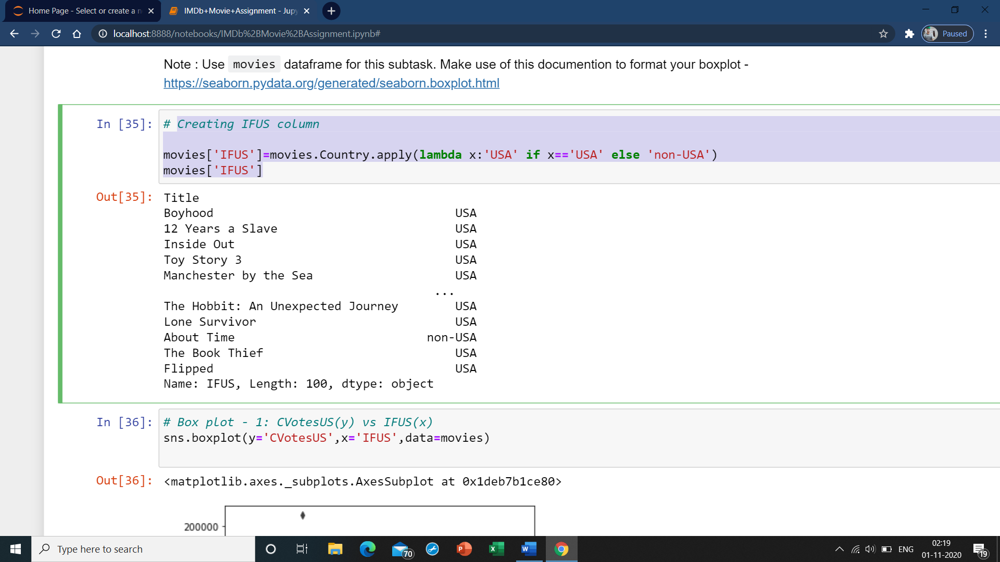 Home Page - Select or create a n
IMDb+Movie+Assignment - Jupy
localhost:8888/notebooks/IMDb%2BMovie%2BAssignment.ipynb#
Paused
Note : Use movies dataframe for this subtask. Make use of this documention to format your boxplot -
https://seaborn.pydata.org/generated/seaborn.boxplot.html
In [35]: # Creating IFUS column
movies['IFUS']=movies.Country.apply(lambda x:'USA' if x=='USA' else 'non-USA')
movies['IFUS']
Out[35]: Title
Boyhood USA
12 Years a Slave USA
Inside Out USA
Toy Story 3 USA
Manchester by the Sea USA
...
The Hobbit: An Unexpected Journey USA
Lone Survivor USA
About Time non-USA
The Book Thief USA
Flipped USA
Name: IFUS, Length: 100, dtype: object
In [36]: # Box plot - 1: CVotesUS(y) vs IFUS(x)
sns.boxplot(y='CVotesUS',x='IFUS',data=movies)
Out[36]: <matplotlib.axes._subplots.AxesSubplot at 0x1deb7b1ce80>
200000
Type here to search
70
P
X
W
ENG
02:19
01-11-2020
19